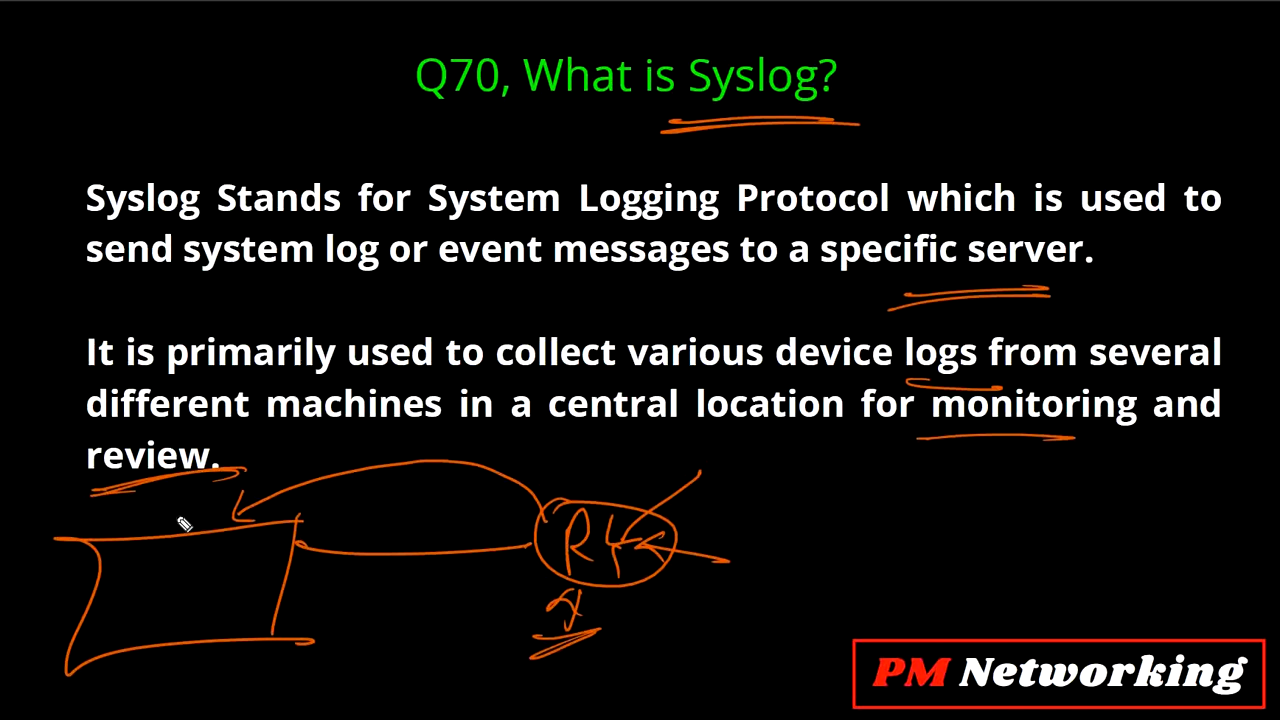 Q70, What is Syslog?
Syslog Stands for System Logging Protocol which is used to
send system log or event messages to a specific server.
It is primarily used to collect various device logs from several
different machines in a central location for monitoring and
review.
PM Networking